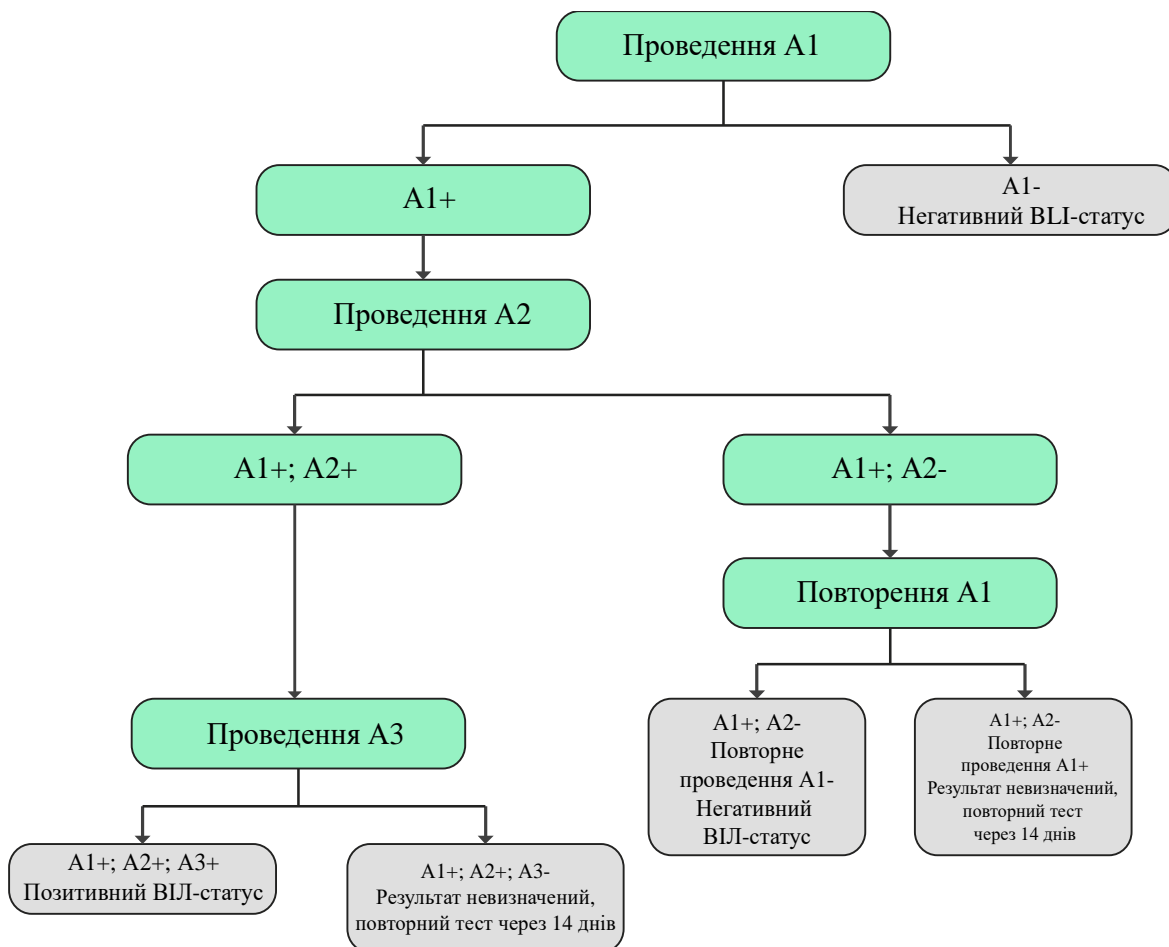 Проведення А1
А1+
А1-
Негативний BLI-статус
Проведення А2
А1+; А2+
А1+; А2-
Повторення А1
Проведення А3
А1+; А2-
Повторне
проведення А1-
Негативний
ВІЛ-статус
А1+; А2-
Повторне
проведення А1+
Результат невизначений,
повторний тест
через 14 днів
А1+; А2+; А3+
Позитивний ВІЛ-статус
А1+; А2+; А3-
Результат невизначений,
повторний тест через 14 днів